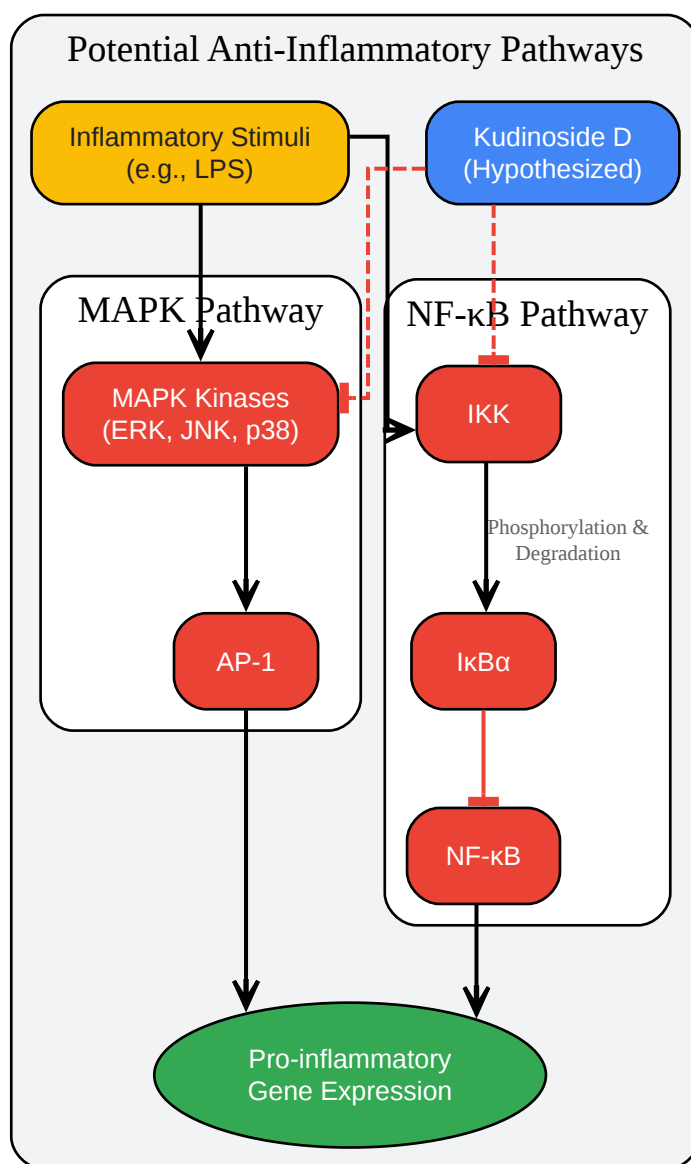 Potential Anti-Inflammatory Pathways
Inflammatory Stimuli
(e.g., LPS)
Kudinoside D
(Hypothesized)
MAPK Pathway
MAPK Kinases
(ERK, JNK, p38)
AP-1
NF-κB Pathway
IKK
Phosphorylation &
Degradation
IκBα
NF-κB
Pro-inflammatory
Gene Expression